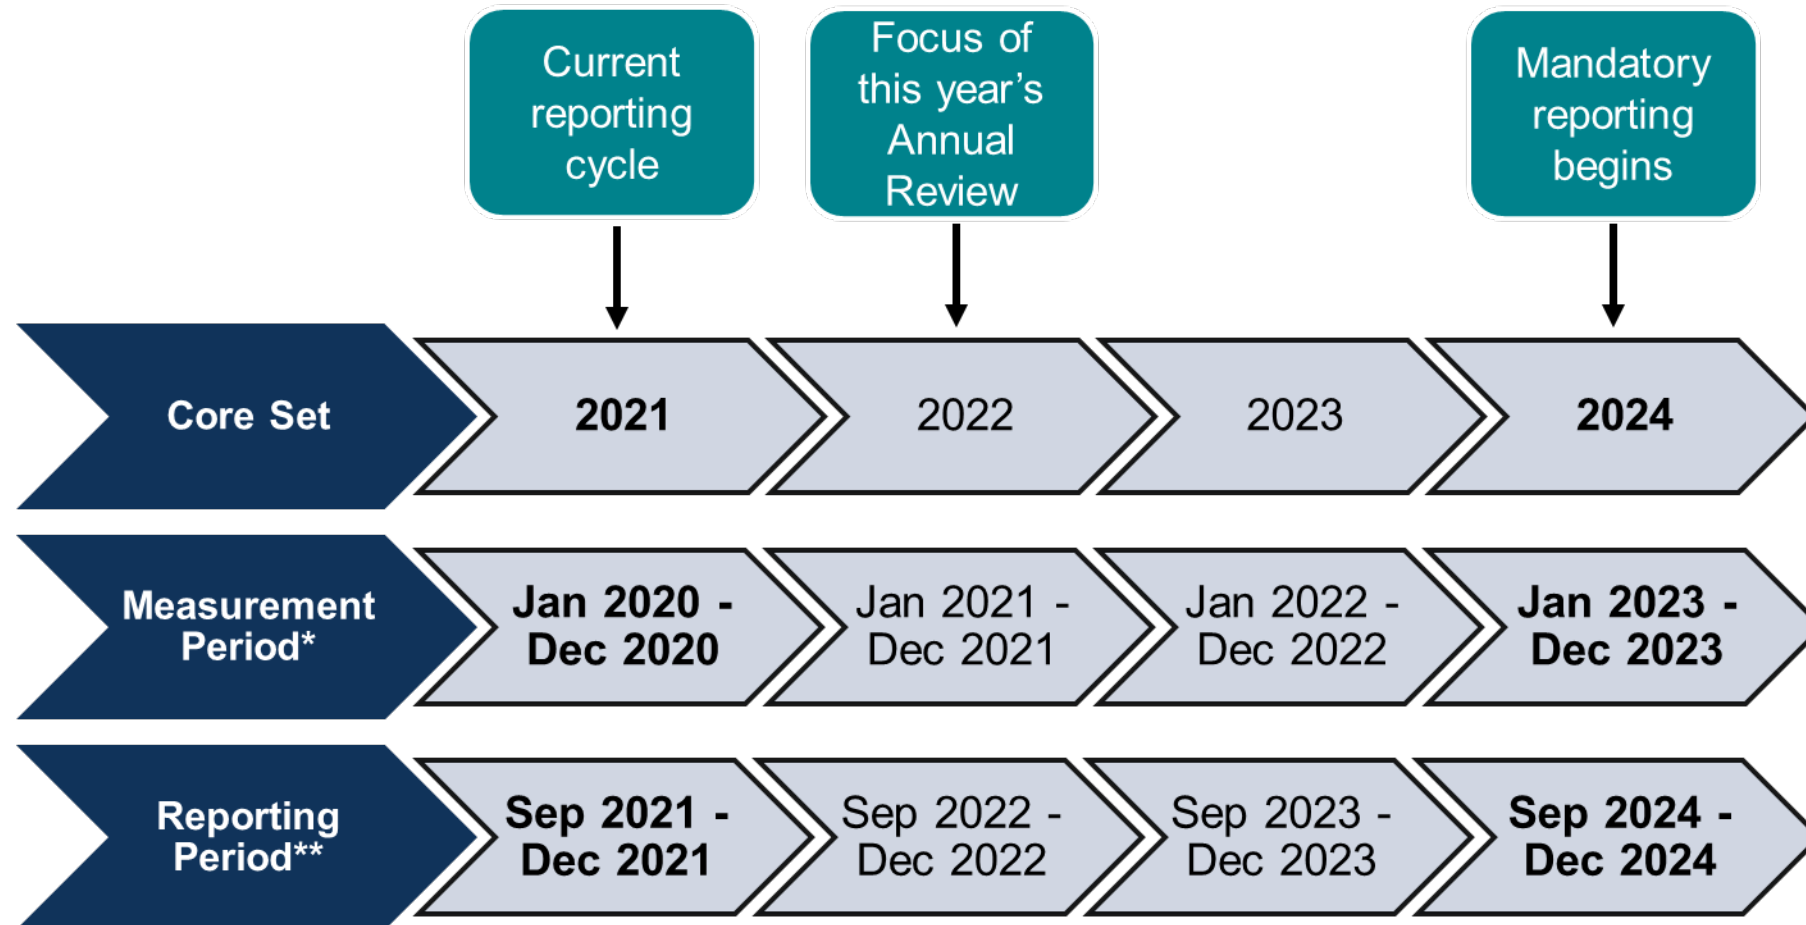 Current
reporting
cycle
Focus of
this year’s
Annual
Review
Mandatory
reporting
begins
Core Set
2021
2022
2023
2024
Measurement
Period*
Jan 2020 -
Dec 2020
Jan 2021 -
Dec 2021
Jan 2022 -
Dec 2022
Jan 2023 -
Dec 2023
Reporting
Period**
Sep 2021 -
Dec 2021
Sep 2022 -
Dec 2022
Sep 2023 -
Dec 2023
Sep 2024 -
Dec 2024